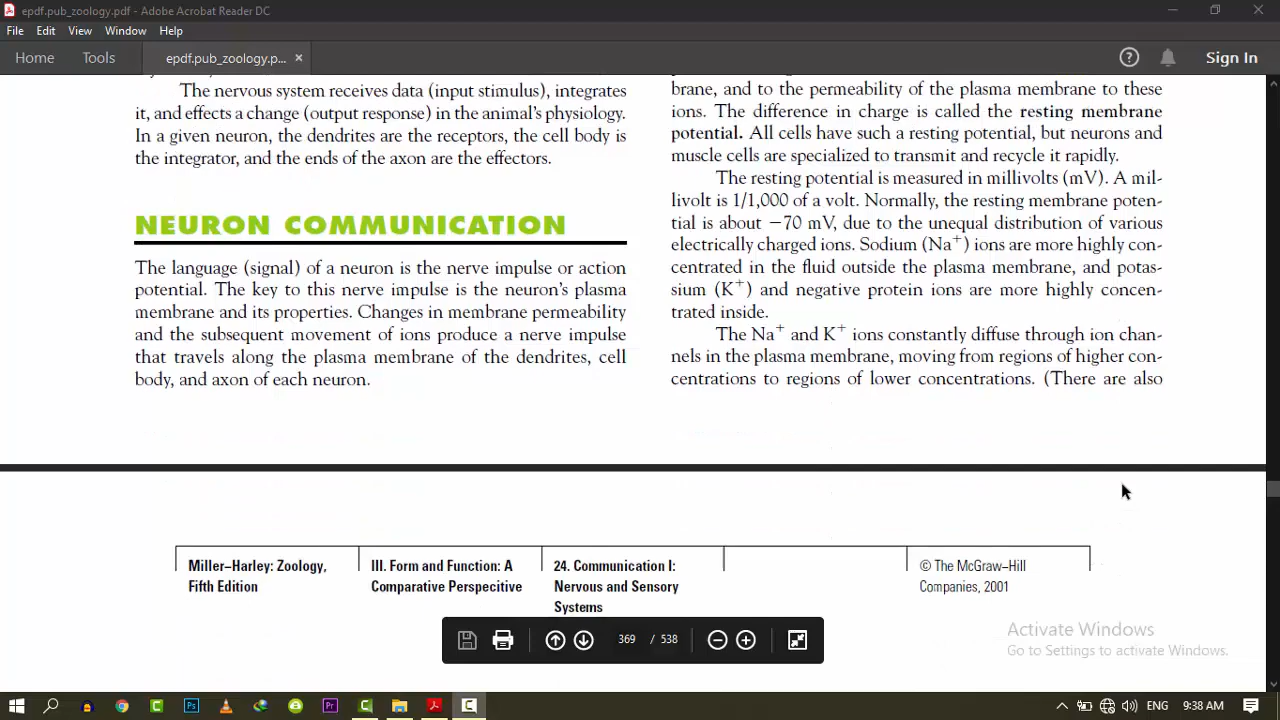 epdf.pub_zoology.pdf - Adobe Acrobat Reader DC
File Edit View Window Help
Home Tools epdf.pub_zoology.p... × Sign In
The nervous system receives data (input stimulus), integrates
it, and effects a change (output response) in the animal's physiology.
In a given neuron, the dendrites are the receptors, the cell body is
the integrator, and the ends of the axon are the effectors.
NEURON COMMUNICATION
The language (signal) of a neuron is the nerve impulse or action
potential. The key to this nerve impulse is the neuron's plasma
membrane and its properties. Changes in membrane permeability
and the subsequent movement of ions produce a nerve impulse
that travels along the plasma membrane of the dendrites, cell
body, and axon of each neuron.
brane, and to the permeability of the plasma membrane to these
ions. The difference in charge is called the resting membrane
potential. All cells have such a resting potential, but neurons and
muscle cells are specialized to transmit and recycle it rapidly.
The resting potential is measured in millivolts (mV). A mil-
livolt is 1/1,000 of a volt. Normally, the resting membrane poten-
tial is about −70 mV, due to the unequal distribution of various
electrically charged ions. Sodium (Na⁺) ions are more highly con-
centrated in the fluid outside the plasma membrane, and potas-
sium (K⁺) and negative protein ions are more highly concen-
trated inside.
The Na⁺ and K⁺ ions constantly diffuse through ion chan-
nels in the plasma membrane, moving from regions of higher con-
centrations to regions of lower concentrations. (There are also
Miller–Harley: Zoology,
Fifth Edition
III. Form and Function: A
Comparative Perspecitive
24. Communication I:
Nervous and Sensory
Systems
© The McGraw–Hill
Companies, 2001
369 / 538
Activate Windows
Go to Settings to activate Windows.
ENG 9:38 AM